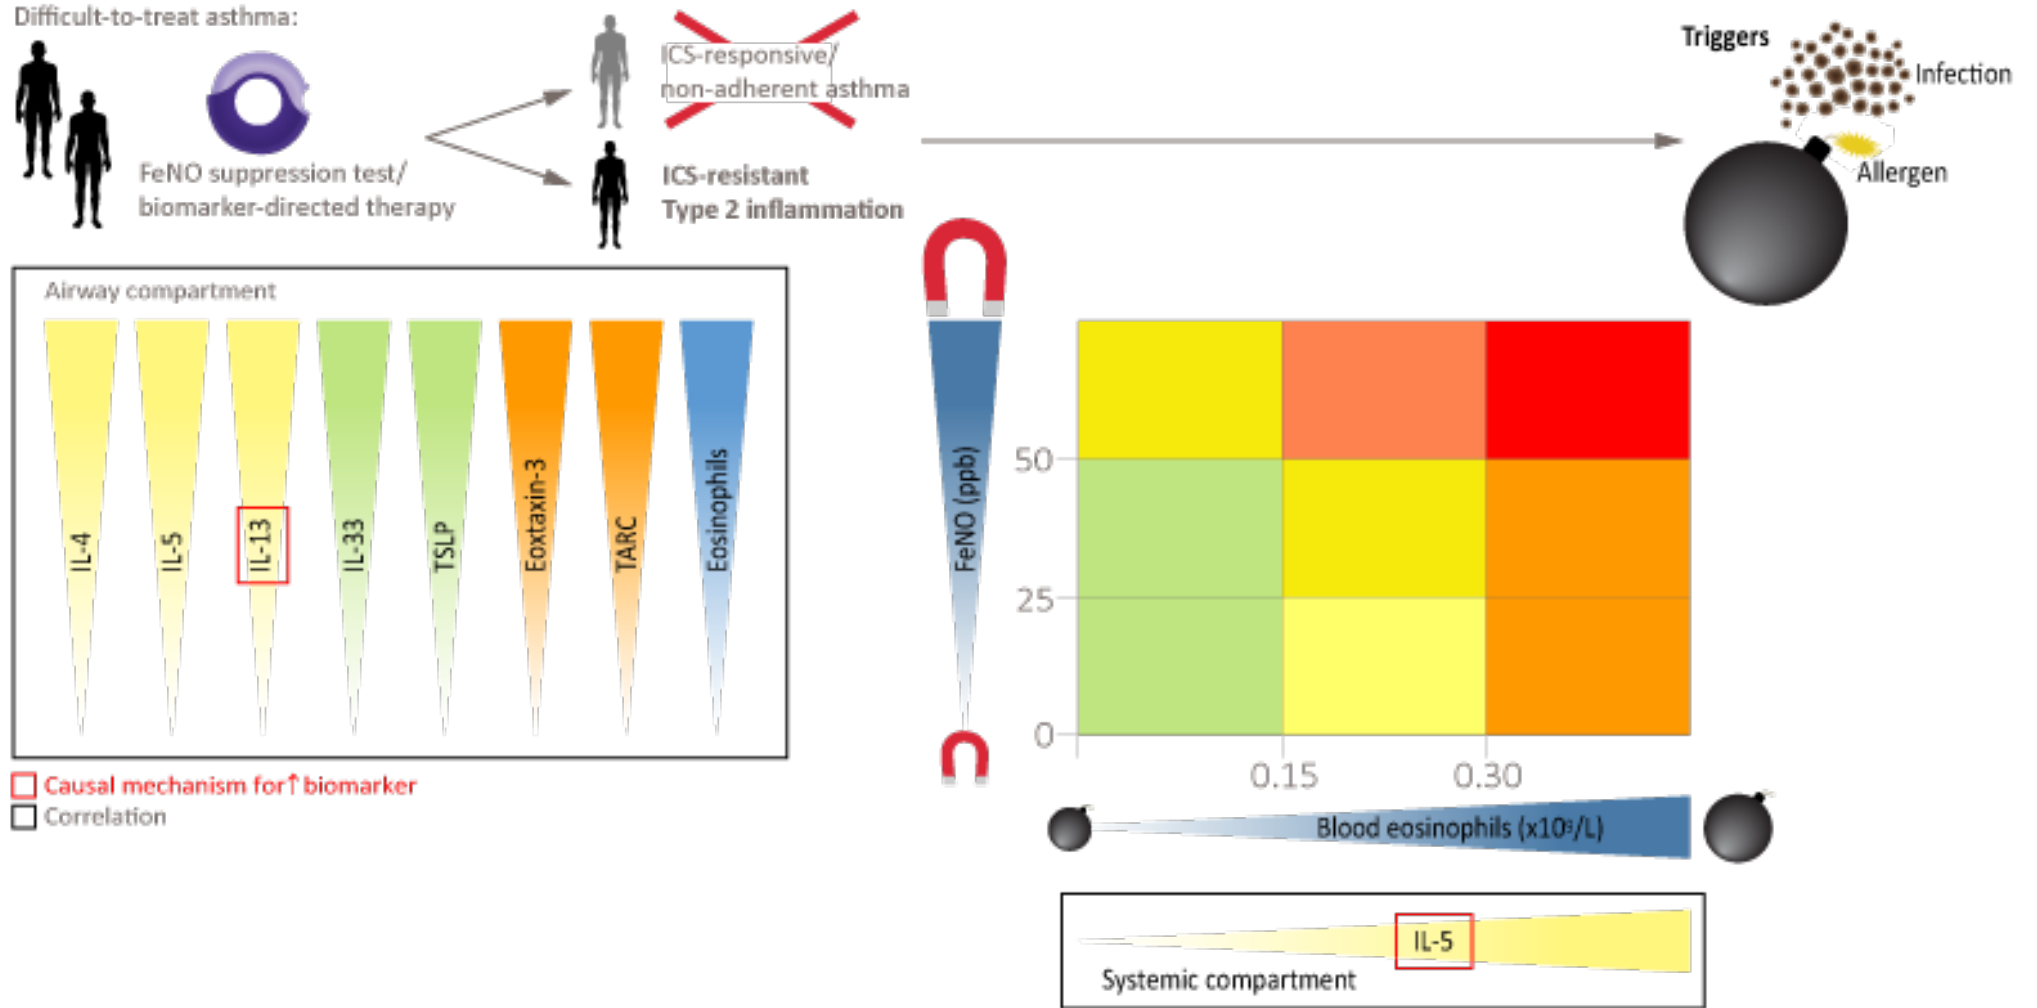 Difficult-to-treat asthma:
FeNO suppression test/
biomarker-directed therapy
ICS-responsive/
non-adherent asthma
ICS-resistant
Type 2 inflammation
Triggers
Infection
Allergen
Airway compartment
IL-4
IL-5
IL-13
IL-33
TSLP
Eoxtaxin-3
TARC
Eosinophils
Causal mechanism for↑ biomarker
Correlation
FeNO (ppb)
50
25
0
0.15
0.30
Blood eosinophils (x10⁹/L)
IL-5
Systemic compartment